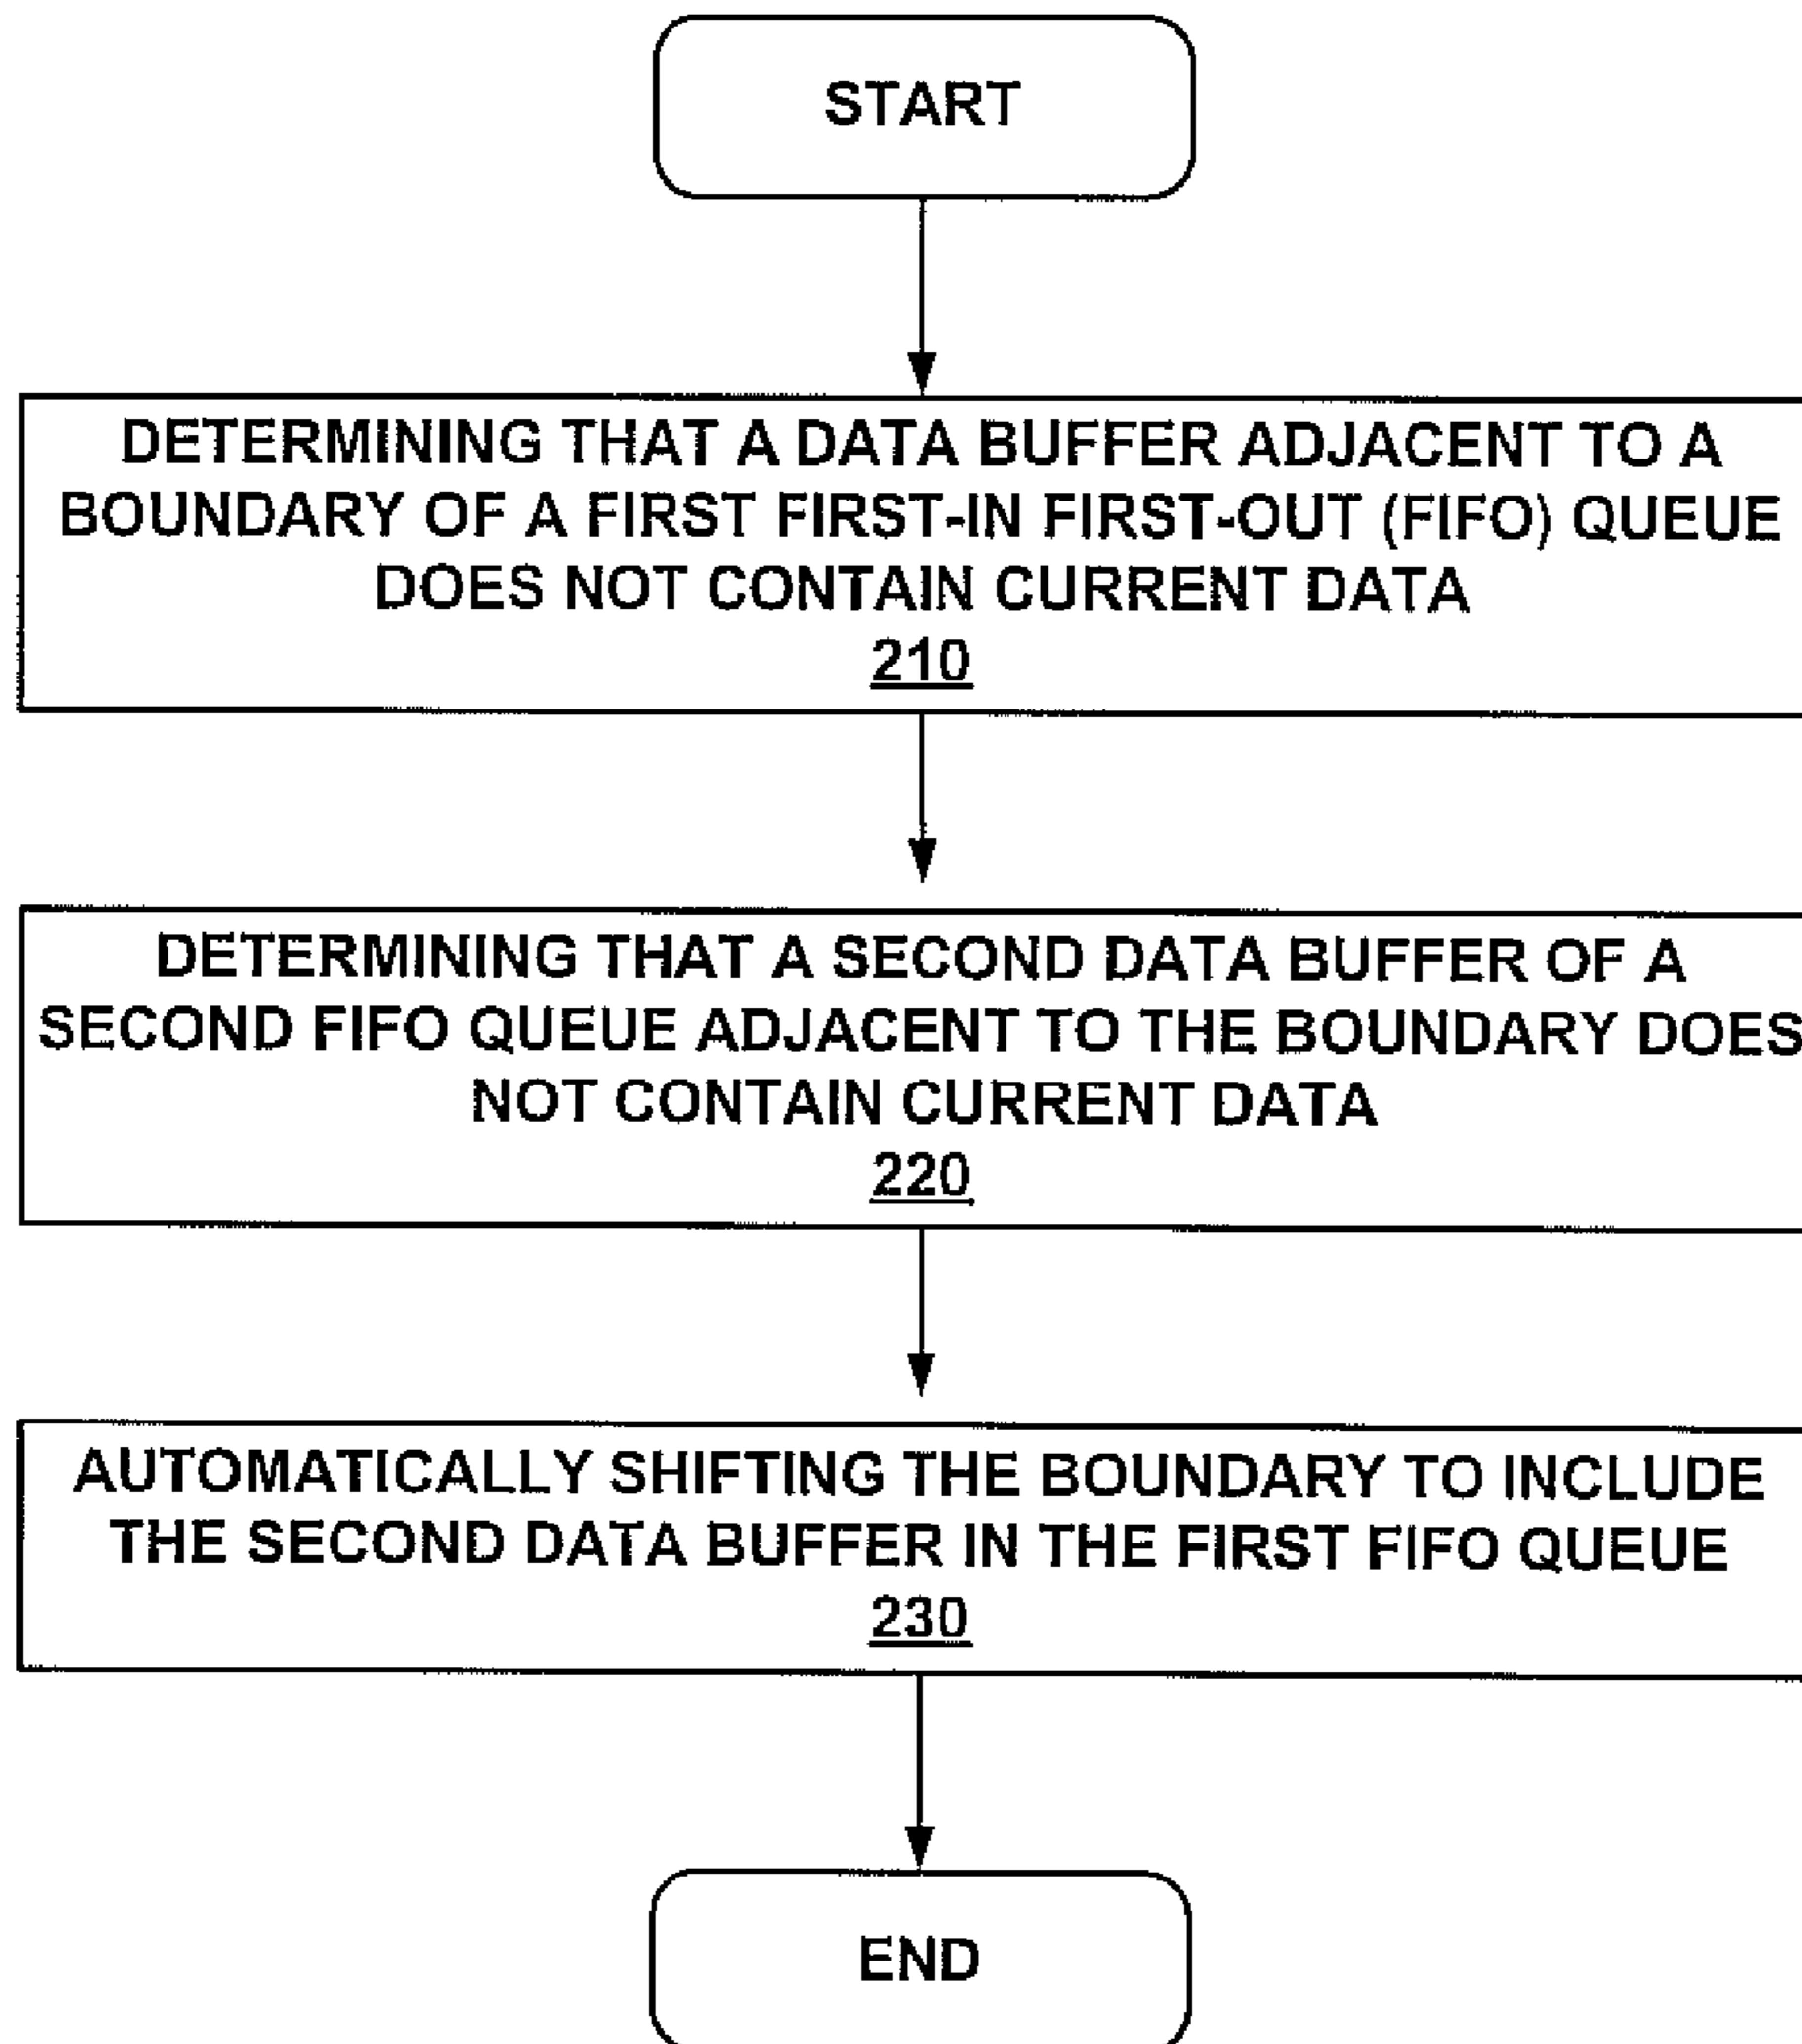 START
DETERMINING THAT A DATA BUFFER ADJACENT TO A
BOUNDARY OF A FIRST FIRST-IN FIRST-OUT (FIFO) QUEUE
DOES NOT CONTAIN CURRENT DATA
210
DETERMINING THAT A SECOND DATA BUFFER OF A
SECOND FIFO QUEUE ADJACENT TO THE BOUNDARY DOES
NOT CONTAIN CURRENT DATA
220
AUTOMATICALLY SHIFTING THE BOUNDARY TO INCLUDE
THE SECOND DATA BUFFER IN THE FIRST FIFO QUEUE
230
END